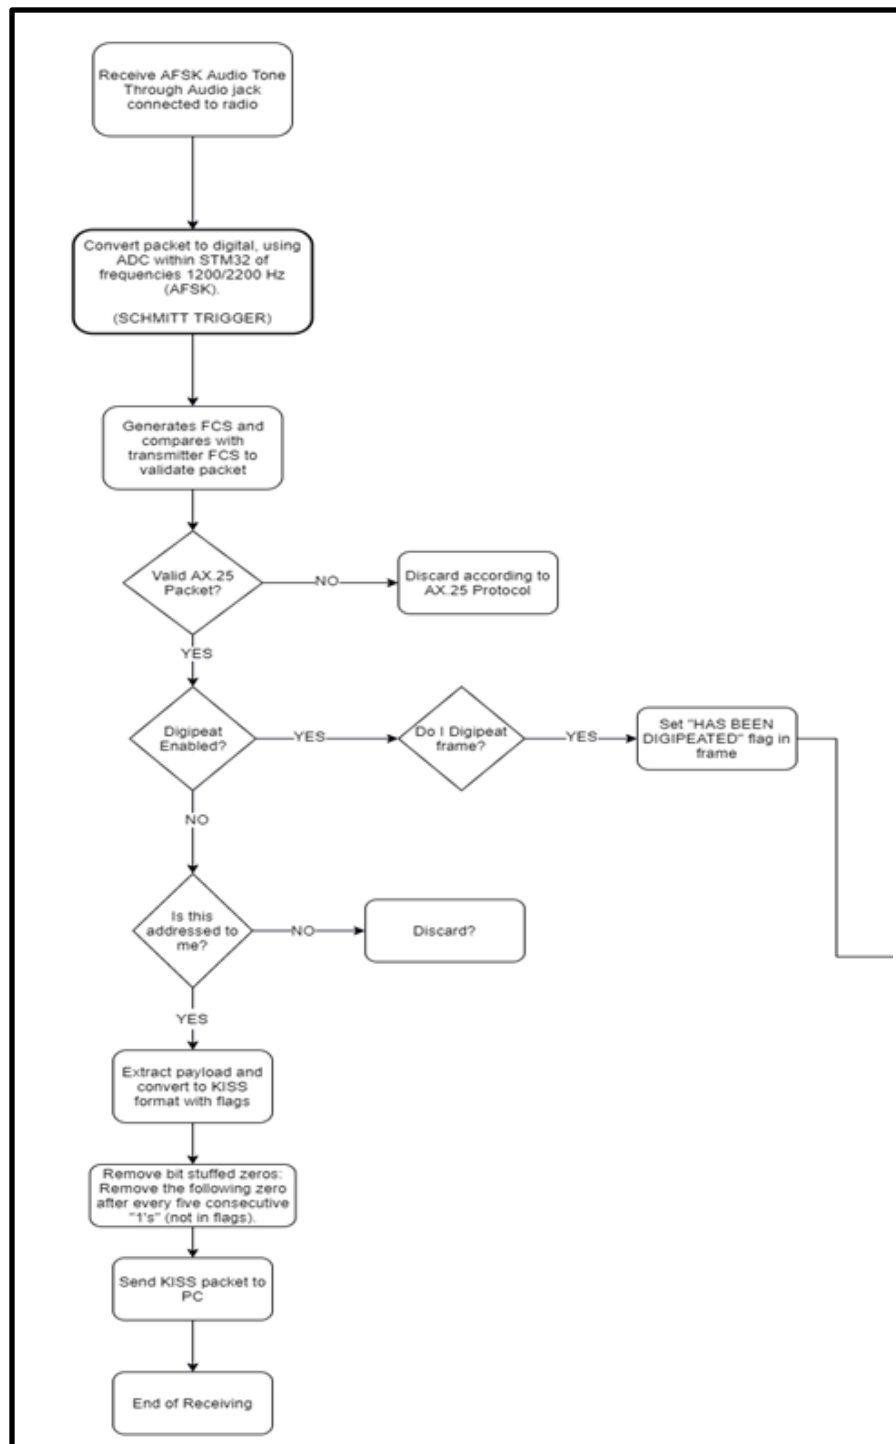 Receive AFSK Audio Tone
Through Audio jack
connected to radio
Convert packet to digital, using
ADC within STM32 of
frequencies 1200/2200 Hz
(AFSK).
(SCHMITT TRIGGER)
Generates FCS and
compares with
transmitter FCS to
validate packet
Valid AX.25
Packet?
NO
Discard according to
AX.25 Protocol
YES
Digipeat
Enabled?
YES
Do I Digipeat
frame?
YES
Set "HAS BEEN
DIGIPEATED" flag in
frame
NO
Is this
addressed to
me?
NO
Discard?
YES
Extract payload and
convert to KISS
format with flags
Remove bit stuffed zeros:
Remove the following zero
after every five consecutive
"1's" (not in flags).
Send KISS packet to
PC
End of Receiving